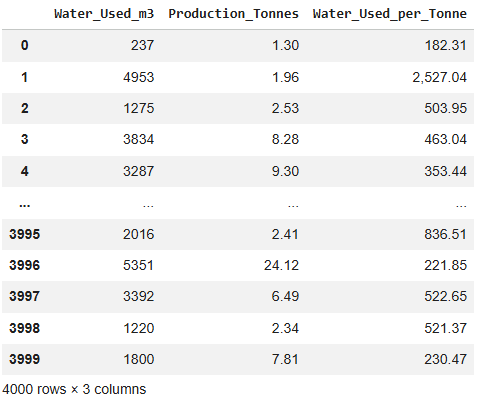 Water_Used_m3 Production_Tonnes Water_Used_per_Tonne
0 237 1.30 182.31
1 4953 1.96 2,527.04
2 1275 2.53 503.95
3 3834 8.28 463.04
4 3287 9.30 353.44
... ... ... ...
3995 2016 2.41 836.51
3996 5351 24.12 221.85
3997 3392 6.49 522.65
3998 1220 2.34 521.37
3999 1800 7.81 230.47
4000 rows × 3 columns